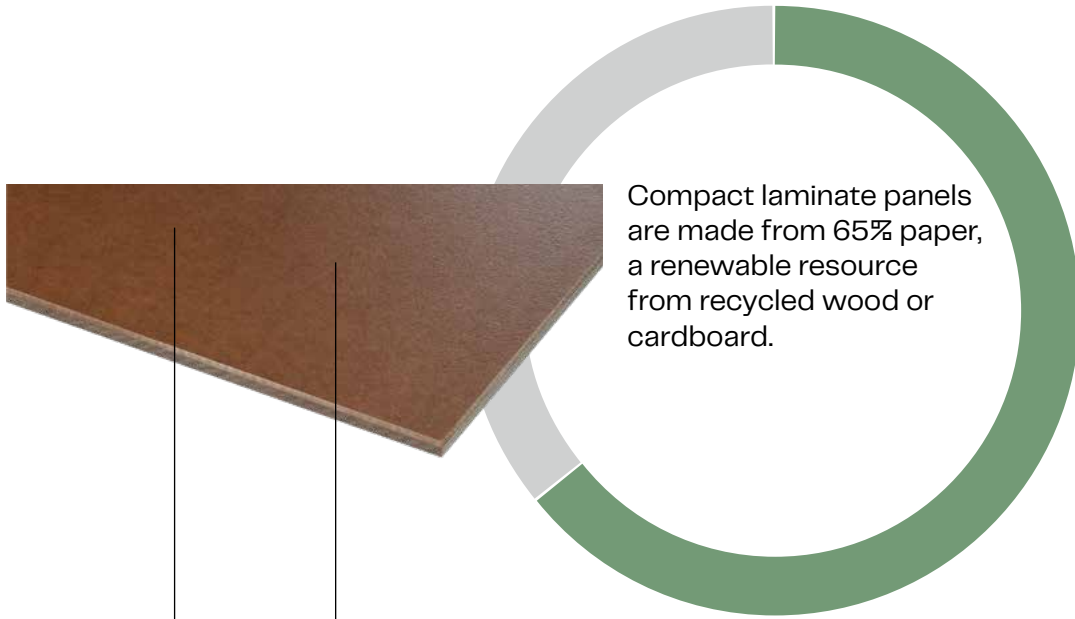 Compact laminate panels
are made from 65% paper,
a renewable resource
from recycled wood or
cardboard.